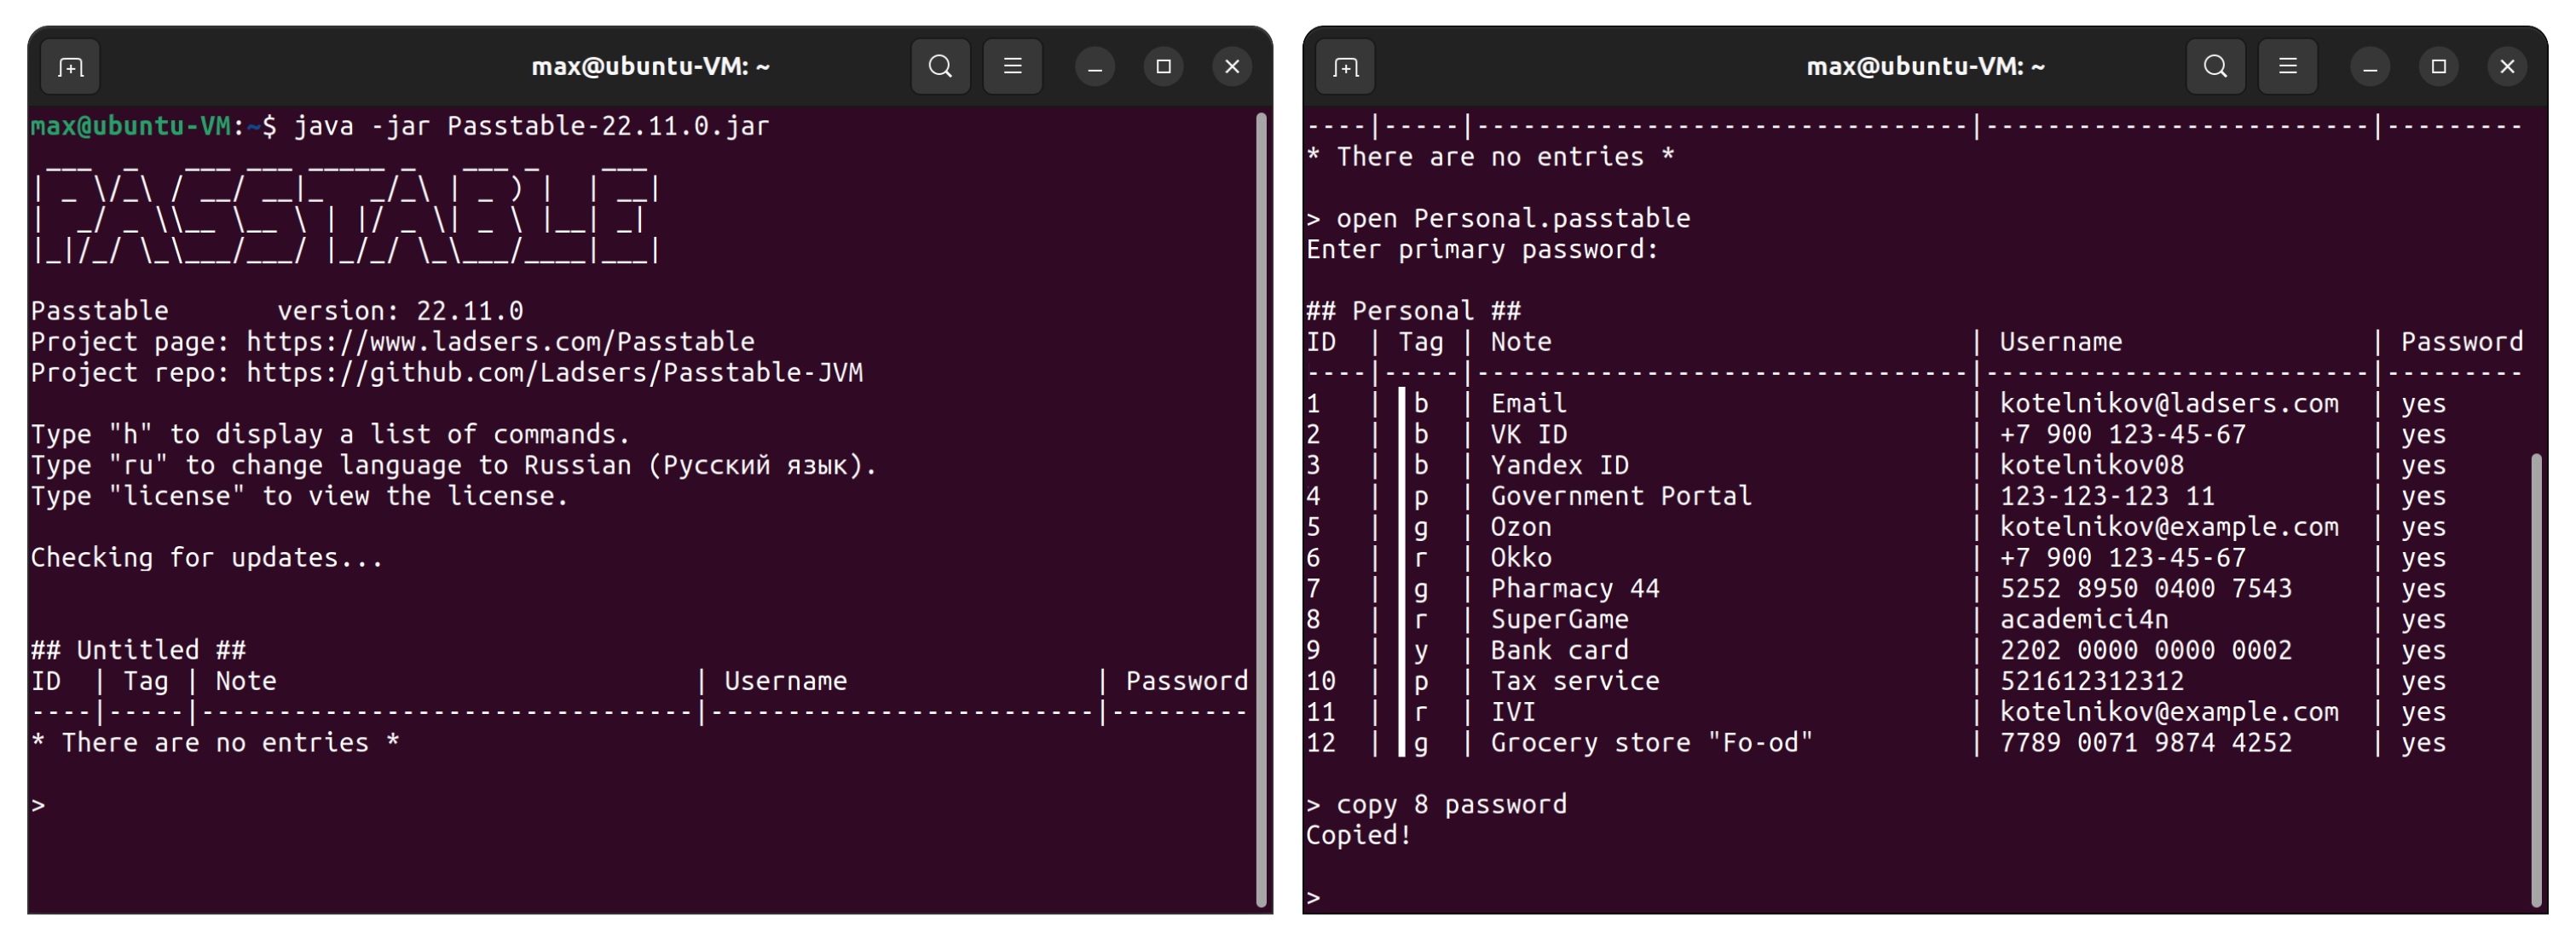 max@ubuntu-VM: ~
max@ubuntu-VM:~$ java -jar Passtable-22.11.0.jar
PASSTABLE
Passtable       version: 22.11.0
Project page: https://www.ladsers.com/Passtable
Project repo: https://github.com/Ladsers/Passtable-JVM
Type "h" to display a list of commands.
Type "ru" to change language to Russian (Русский язык).
Type "license" to view the license.
Checking for updates...
## Untitled ##
ID  | Tag | Note                           | Username                | Password
----|-----|--------------------------------|-------------------------|---------
* There are no entries *
>
max@ubuntu-VM: ~
----|-----|--------------------------------|-------------------------|---------
* There are no entries *
> open Personal.passtable
Enter primary password:
## Personal ##
ID  | Tag | Note                           | Username                | Password
----|-----|--------------------------------|-------------------------|---------
1   | b  | Email                          | kotelnikov@ladsers.com  | yes
2   | b  | VK ID                          | +7 900 123-45-67        | yes
3   | b  | Yandex ID                      | kotelnikov08            | yes
4   | p  | Government Portal              | 123-123-123 11          | yes
5   | g  | Ozon                           | kotelnikov@example.com  | yes
6   | r  | Okko                           | +7 900 123-45-67        | yes
7   | g  | Pharmacy 44                    | 5252 8950 0400 7543     | yes
8   | r  | SuperGame                      | academici4n             | yes
9   | y  | Bank card                      | 2202 0000 0000 0002     | yes
10  | p  | Tax service                    | 521612312312            | yes
11  | r  | IVI                            | kotelnikov@example.com  | yes
12  | g  | Grocery store "Fo-od"          | 7789 0071 9874 4252     | yes
> copy 8 password
Copied!
>